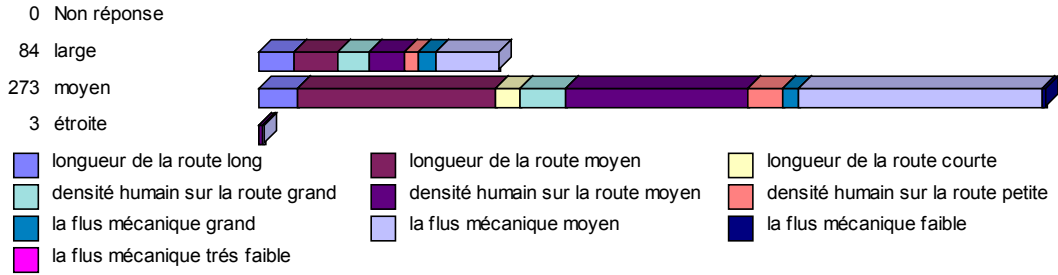 0 Non réponse
84 large
273 moyen
3 étroite
longueur de la route long longueur de la route moyen longueur de la route courte
densité humain sur la route grand densité humain sur la route moyen densité humain sur la route petite
la flus mécanique grand la flus mécanique moyen la flus mécanique faible
la flus mécanique trés faible